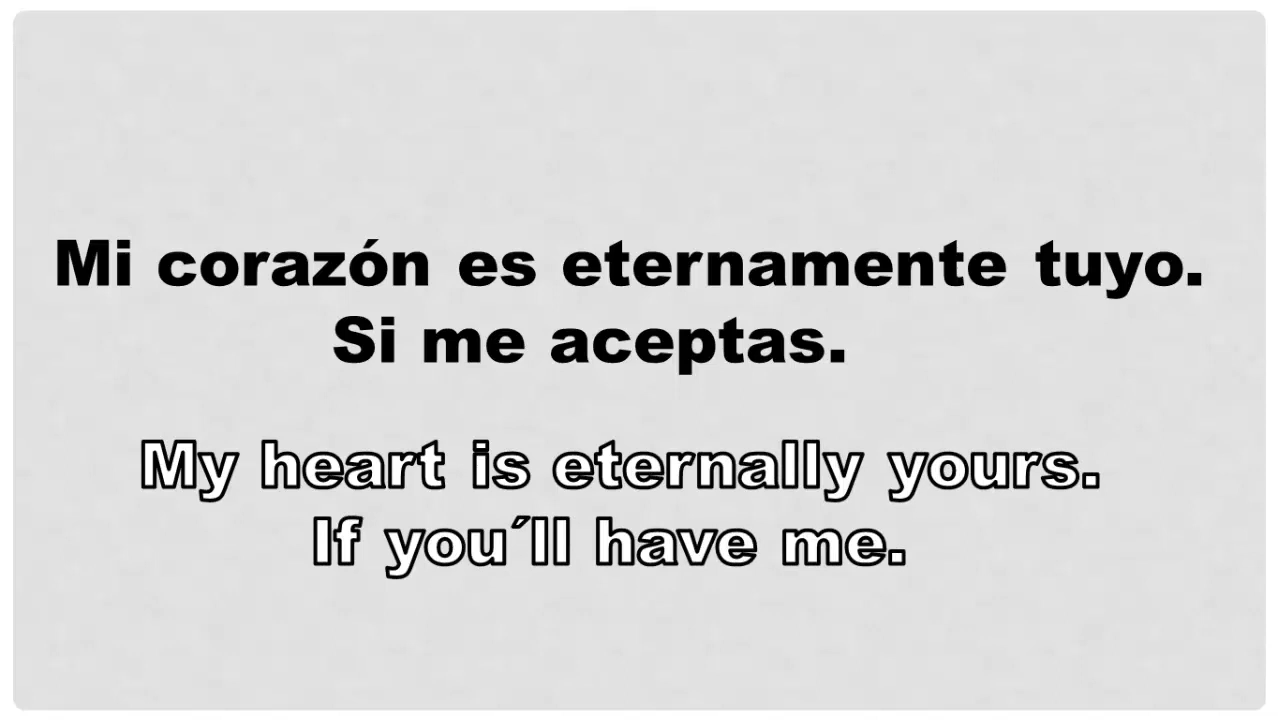 Mi corazón es eternamente tuyo.
Si me aceptas.
My heart is eternally yours.
If you´ll have me.